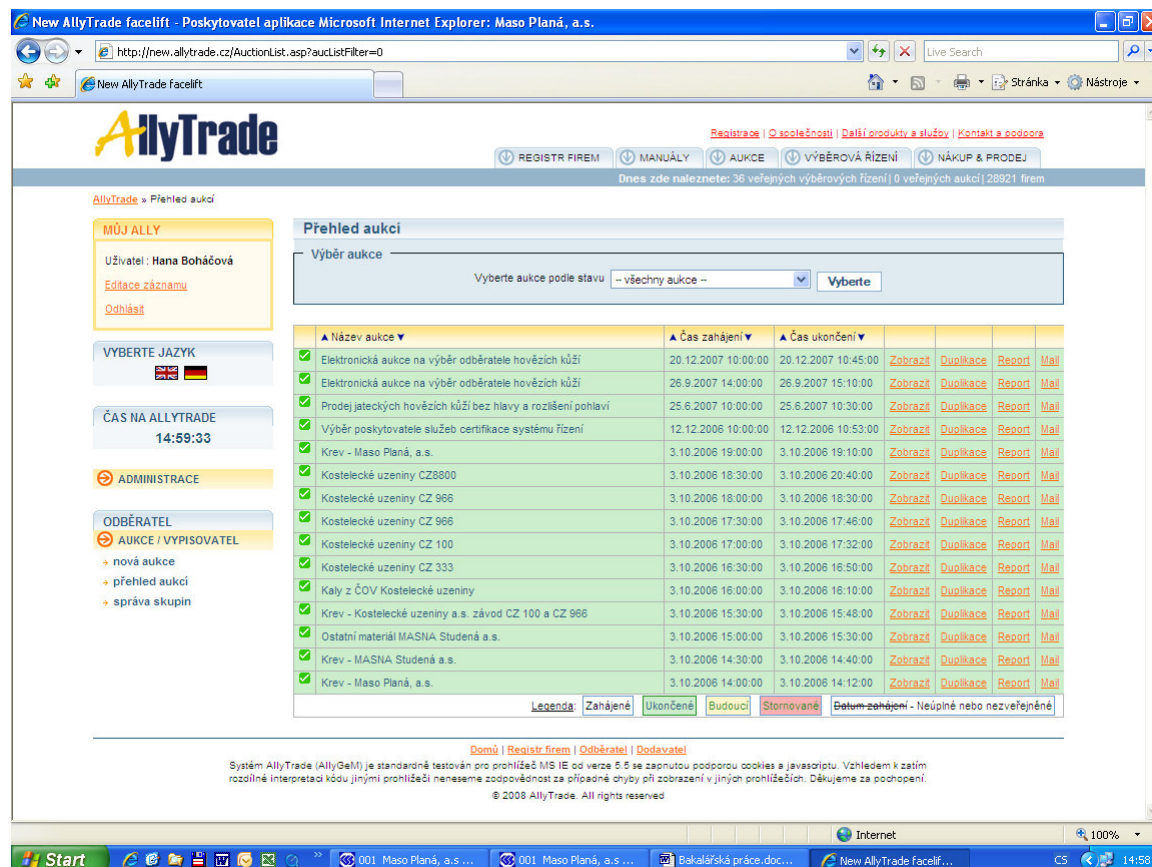 New AllyTrade facelift - Poskytovatel aplikace Microsoft Internet Explorer: Maso Planá, a.s.
http://new.allytrade.cz/AuctionList.asp?aucListFilter=0
Live Search
New AllyTrade facelift
Stránka
Nástroje
AllyTrade
Registrace | O společnosti | Další produkty a služby | Kontakt a podpora
REGISTR FIREM MANUÁLY AUKCE VÝBĚROVÁ ŘÍZENÍ NÁKUP & PRODEJ
Dnes zde naleznete: 36 veřejných výběrových řízení | 0 veřejných aukcí | 28921 firem
AllyTrade » Přehled aukcí
MŮJ ALLY
Uživatel : Hana Boháčová
Editace záznamu
Odhlásit
VYBERTE JAZYK
ČAS NA ALLYTRADE
14:59:33
ADMINISTRACE
ODBĚRATEL
AUKCE / VYPISOVATEL
nová aukce
přehled aukcí
správa skupin
Přehled aukcí
Výběr aukce
Vyberte aukce podle stavu -- všechny aukce -- Vyberte
▲ Název aukce ▼ ▲ Čas zahájení ▼ ▲ Čas ukončení ▼
Elektronická aukce na výběr odběratele hovězích kůží 20.12.2007 10:00:00 20.12.2007 10:45:00 Zobrazit Duplikace Report Mail
Elektronická aukce na výběr odběratele hovězích kůží 26.9.2007 14:00:00 26.9.2007 15:10:00 Zobrazit Duplikace Report Mail
Prodej jateckých hovězích kůží bez hlavy a rozlišení pohlaví 25.6.2007 10:00:00 25.6.2007 10:30:00 Zobrazit Duplikace Report Mail
Výběr poskytovatele služeb certifikace systému řízení 12.12.2006 10:00:00 12.12.2006 10:53:00 Zobrazit Duplikace Report Mail
Krev - Maso Planá, a.s. 3.10.2006 19:00:00 3.10.2006 19:10:00 Zobrazit Duplikace Report Mail
Kostelecké uzeniny CZ8800 3.10.2006 18:30:00 3.10.2006 20:40:00 Zobrazit Duplikace Report Mail
Kostelecké uzeniny CZ 966 3.10.2006 18:00:00 3.10.2006 18:30:00 Zobrazit Duplikace Report Mail
Kostelecké uzeniny CZ 966 3.10.2006 17:30:00 3.10.2006 17:46:00 Zobrazit Duplikace Report Mail
Kostelecké uzeniny CZ 100 3.10.2006 17:00:00 3.10.2006 17:32:00 Zobrazit Duplikace Report Mail
Kostelecké uzeniny CZ 333 3.10.2006 16:30:00 3.10.2006 16:50:00 Zobrazit Duplikace Report Mail
Kaly z ČOV Kostelecké uzeniny 3.10.2006 16:00:00 3.10.2006 16:10:00 Zobrazit Duplikace Report Mail
Krev - Kostelecké uzeniny a.s. závod CZ 100 a CZ 966 3.10.2006 15:30:00 3.10.2006 15:48:00 Zobrazit Duplikace Report Mail
Ostatní materiál MASNA Studená a.s. 3.10.2006 15:00:00 3.10.2006 15:30:00 Zobrazit Duplikace Report Mail
Krev - MASNA Studená a.s. 3.10.2006 14:30:00 3.10.2006 14:40:00 Zobrazit Duplikace Report Mail
Krev - Maso Planá, a.s. 3.10.2006 14:00:00 3.10.2006 14:12:00 Zobrazit Duplikace Report Mail
Legenda: Zahájené Ukončené Budoucí Stornované Datum zahájení - Neúplné nebo nezveřejněné
Domů | Registr firem | Odběratel | Dodavatel
Systém AllyTrade (AllyGeM) je standardně testován pro prohlížeč MS IE od verze 5.5 se zapnutou podporou cookies a javascriptu. Vzhledem k zatím
rozdílné interpretaci kódu jinými prohlížeči neneseme zodpovědnost za případné chyby při zobrazení v jiných prohlížečích. Děkujeme za pochopení.
© 2008 AllyTrade. All rights reserved
Internet 100%
Start 001 Maso Planá, a.s ... 001 Maso Planá, a.s ... Bakalářská práce.doc... New AllyTrade facelif... CS 14:58